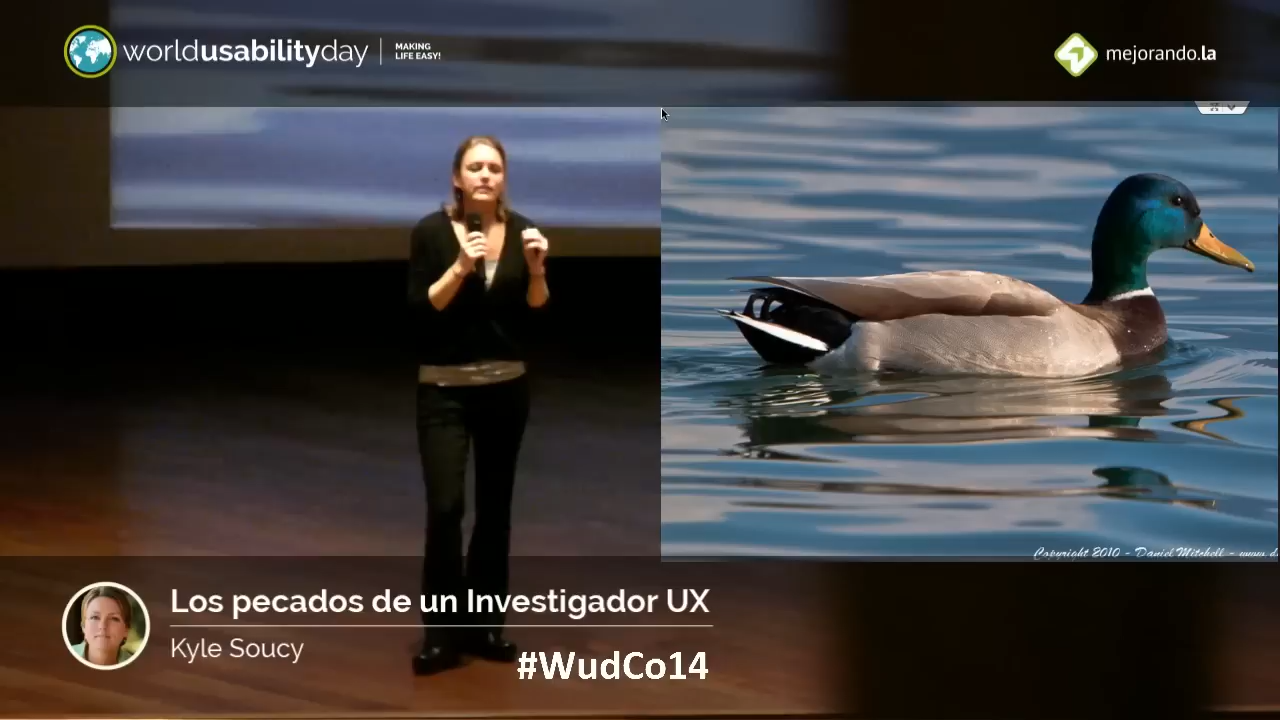 worldusabilityday
MAKING
LIFE EASY!
mejorando.la
Copyright 2010 - Daniel Mitchell - www.d
Los pecados de un Investigador UX
Kyle Soucy
#WudCo14